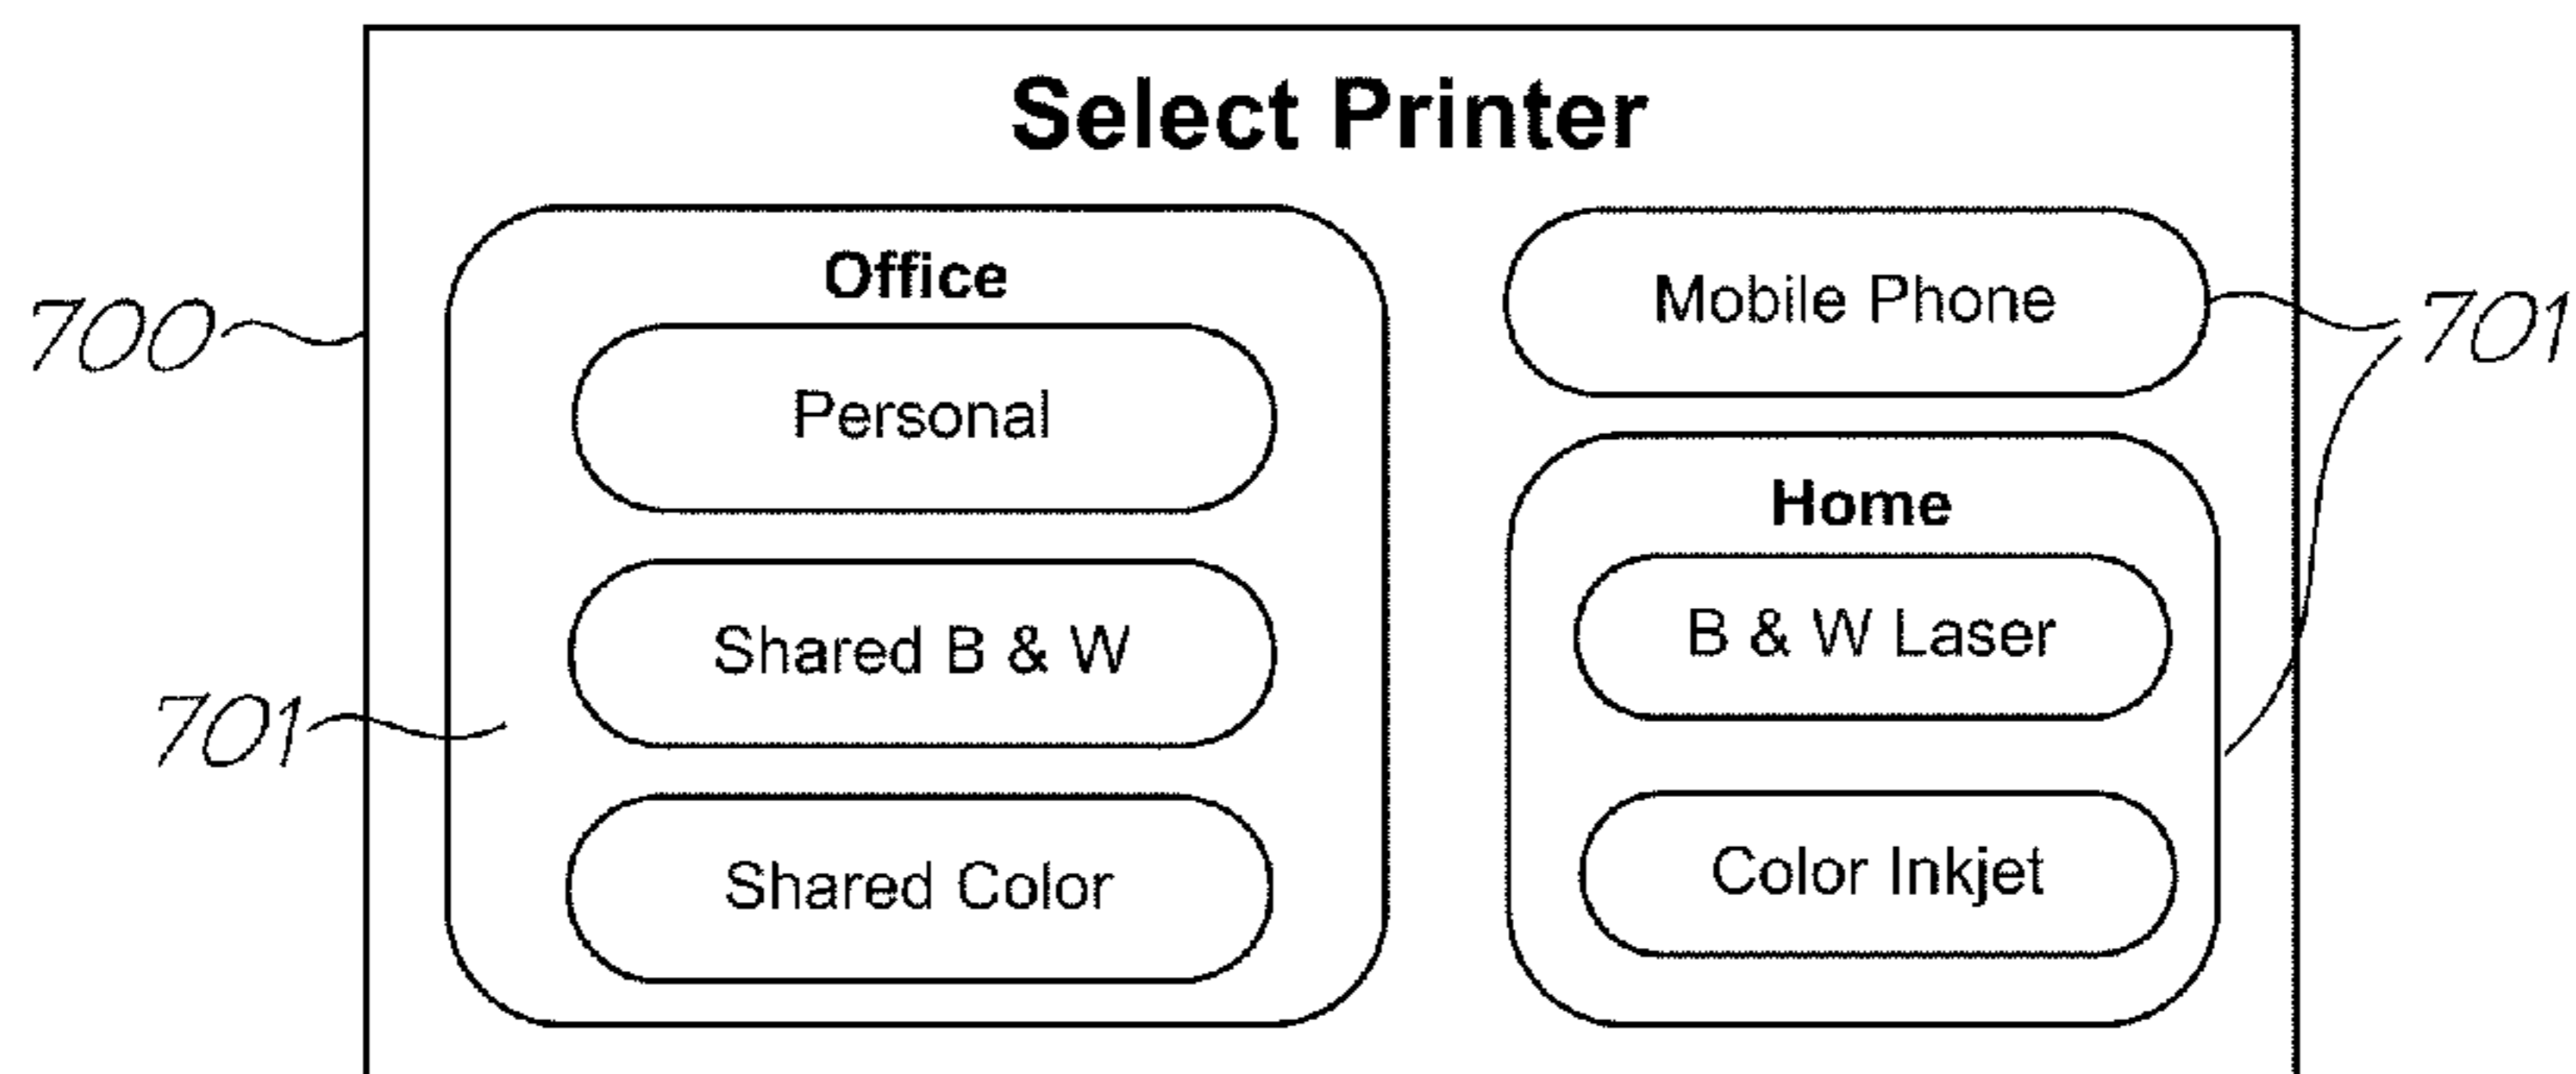 Select Printer
Office
Personal
Shared B & W
Shared Color
Mobile Phone
Home
B & W Laser
Color Inkjet
700
701
701